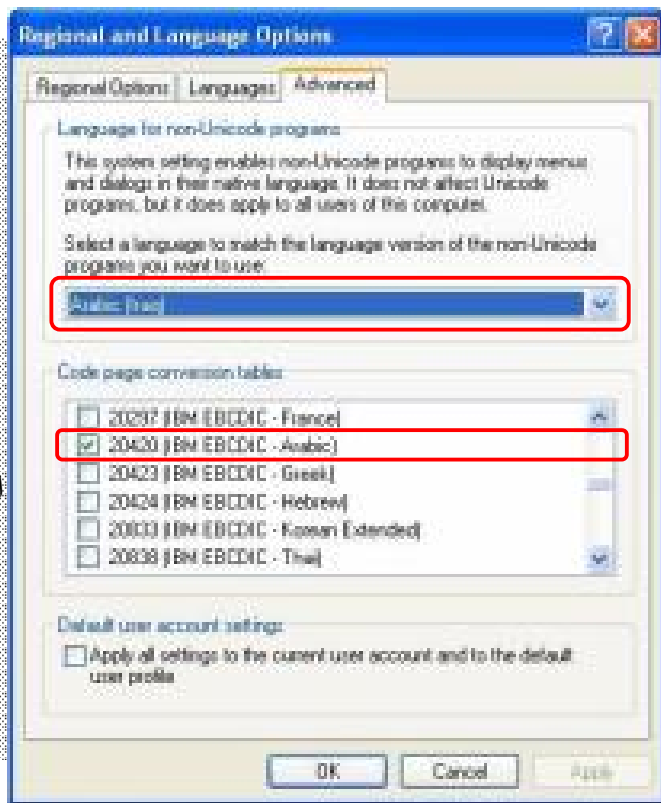 Regional and Language Options
Regional Options Languages Advanced
Language for non-Unicode programs
This system setting enables non-Unicode programs to display menus
and dialogs in their native language. It does not affect Unicode
programs, but it does apply to all users of this computer.
Select a language to match the language version of the non-Unicode
programs you want to use:
Arabic (Iraq)
Code page conversion tables
20297 (IBM EBCDIC - France)
20420 (IBM EBCDIC - Arabic)
20423 (IBM EBCDIC - Greek)
20424 (IBM EBCDIC - Hebrew)
20833 (IBM EBCDIC - Korean Extended)
20838 (IBM EBCDIC - Thai)
Default user account settings
Apply all settings to the current user account and to the default
user profile
OK Cancel Apply